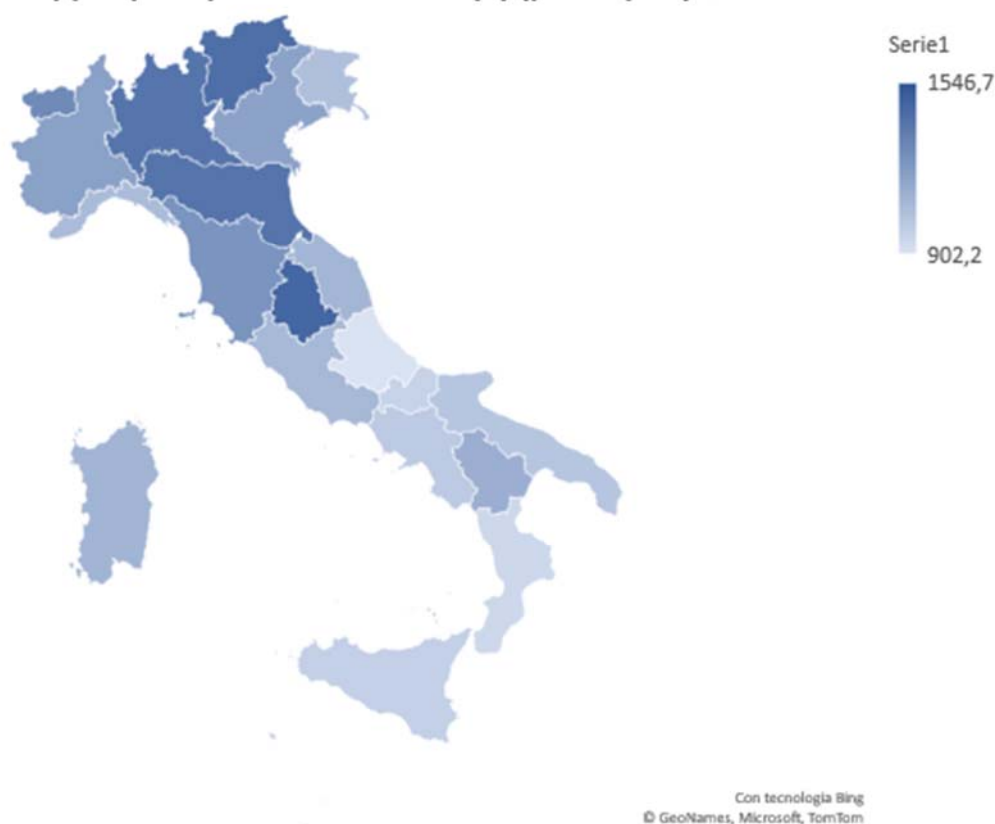 Serie1
1546,7
902,2
Con tecnologia Bing
© GeoNames, Microsoft, TomTom